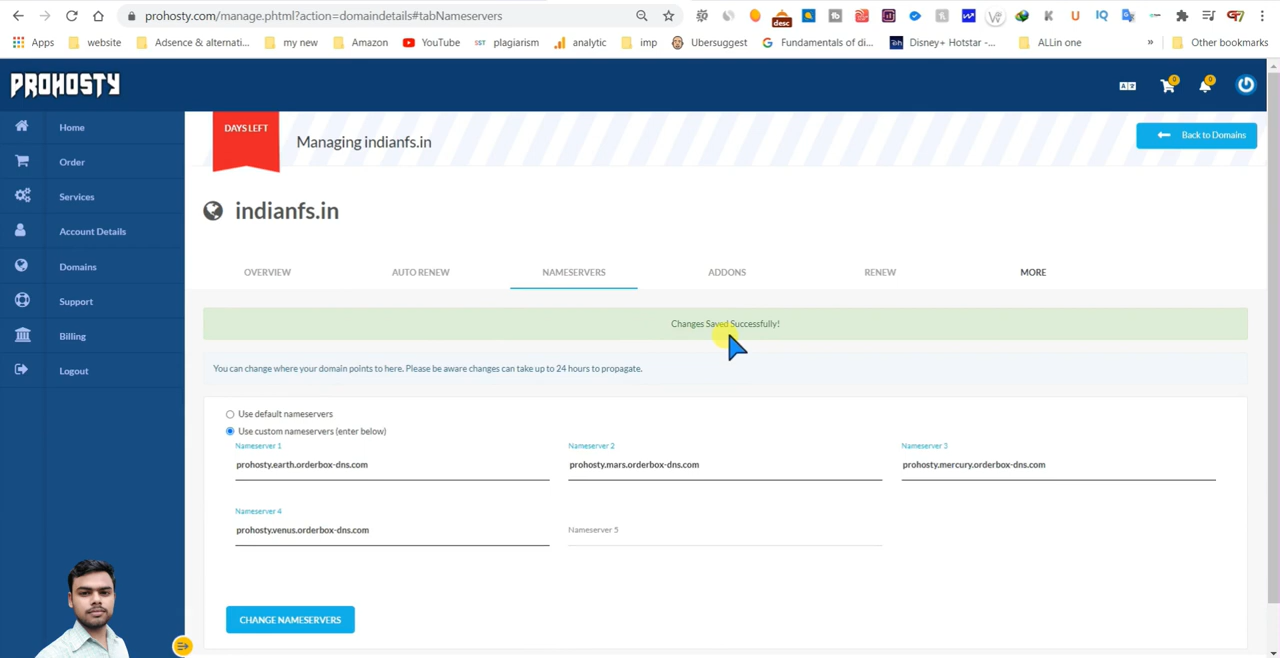 prohosty.com/manage.phtml?action=domaindetails#tabNameservers
Apps website Adsence & alternati... my new Amazon YouTube SST plagiarism analytic imp Ubersuggest Fundamentals of di... Disney+ Hotstar -... ALLin one » Other bookmarks
PROHOSTY
0 0
DAYS LEFT
Managing indianfs.in
Back to Domains
Home
Order
Services
Account Details
Domains
Support
Billing
Logout
indianfs.in
OVERVIEW AUTO RENEW NAMESERVERS ADDONS RENEW MORE
Changes Saved Successfully!
You can change where your domain points to here. Please be aware changes can take up to 24 hours to propagate.
Use default nameservers
Use custom nameservers (enter below)
Nameserver 1 Nameserver 2 Nameserver 3
prohosty.earth.orderbox-dns.com prohosty.mars.orderbox-dns.com prohosty.mercury.orderbox-dns.com
Nameserver 4
prohosty.venus.orderbox-dns.com Nameserver 5
CHANGE NAMESERVERS